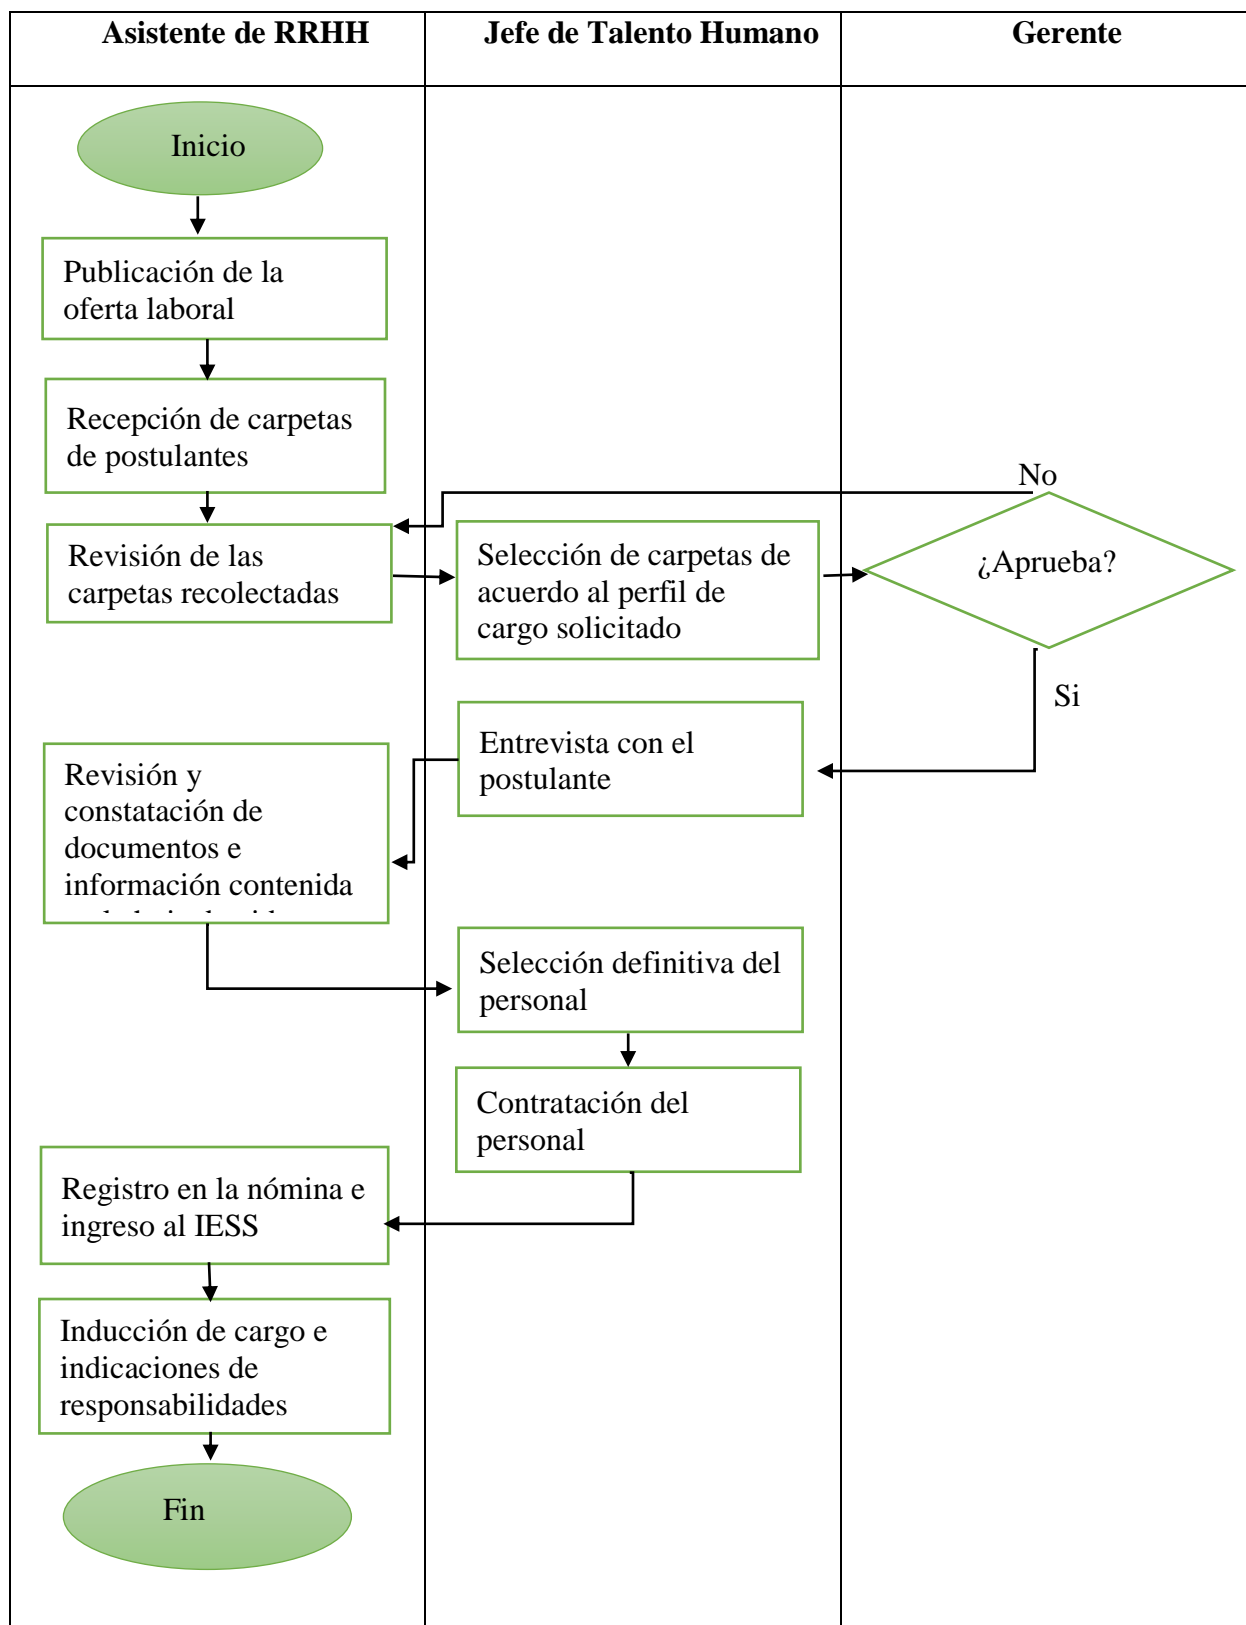 Asistente de RRHH
Jefe de Talento Humano
Gerente
Inicio
Publicación de la
oferta laboral
Recepción de carpetas
de postulantes
No
Revisión de las
carpetas recolectadas
Selección de carpetas de
acuerdo al perfil de
cargo solicitado
¿Aprueba?
Si
Entrevista con el
postulante
Revisión y
constatación de
documentos e
información contenida
Selección definitiva del
personal
Contratación del
personal
Registro en la nómina e
ingreso al IESS
Inducción de cargo e
indicaciones de
responsabilidades
Fin